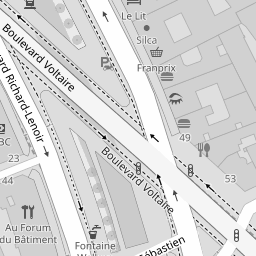 Le Lit
Silca
Franprix
Boulevard Voltaire
Richard-Lenoir
BC
49
23
44
53
Boulevard Voltaire
Au Forum
du Bâtiment
Fontaine
Sébastien